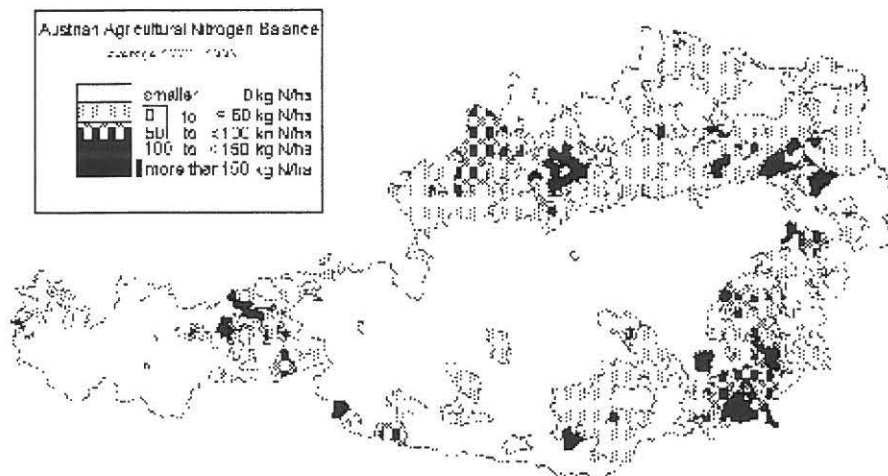 Austrian Agricultural Nitrogen Balance
average
smaller 0 kg N/ha
0 to < 50 kg N/ha
50 to <100 kg N/ha
100 to <150 kg N/ha
more than 150 kg N/ha